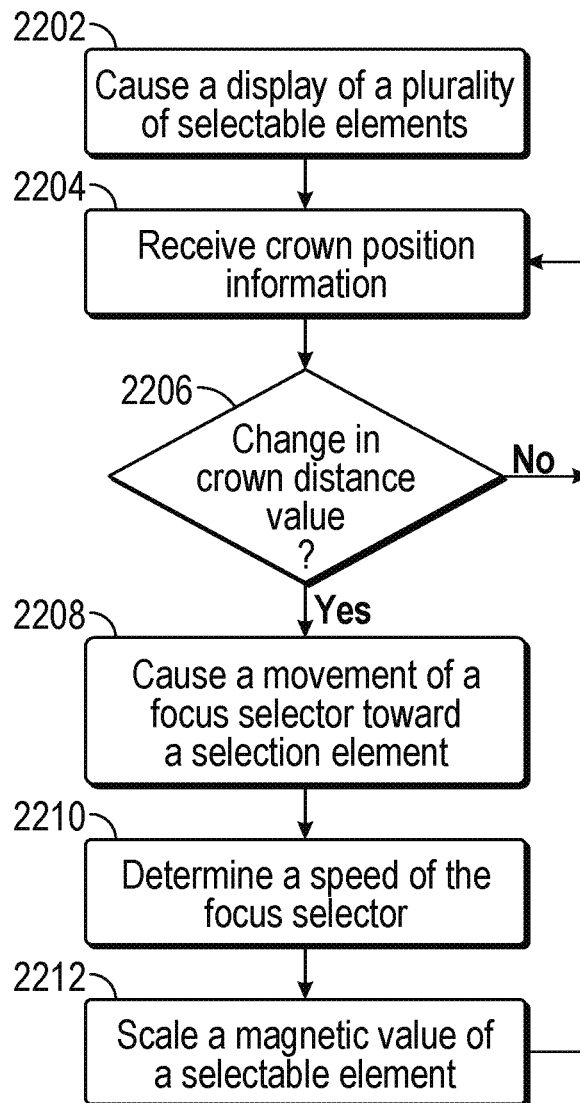 2202
Cause a display of a plurality
of selectable elements
2204
Receive crown position
information
2206
Change in
crown distance
value
?
No
Yes
2208
Cause a movement of a
focus selector toward
a selection element
2210
Determine a speed of the
focus selector
2212
Scale a magnetic value of
a selectable element